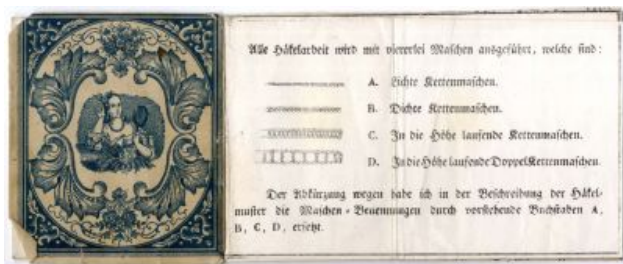 Alle Häkelarbeit wird mit viererlei Maschen ausgeführt, welche sind:
A. Lichte Kettenmaschen.
B. Dichte Kettenmaschen.
C. In die Höhe laufende Kettenmaschen.
D. In die Höhe laufende Doppel Kettenmaschen.
Der Abkürzung wegen habe ich in der Beschreibung der Häkel-
muster die Maschen-Benennungen durch vorstehende Buchstaben A,
B, C, D, ersetzt.